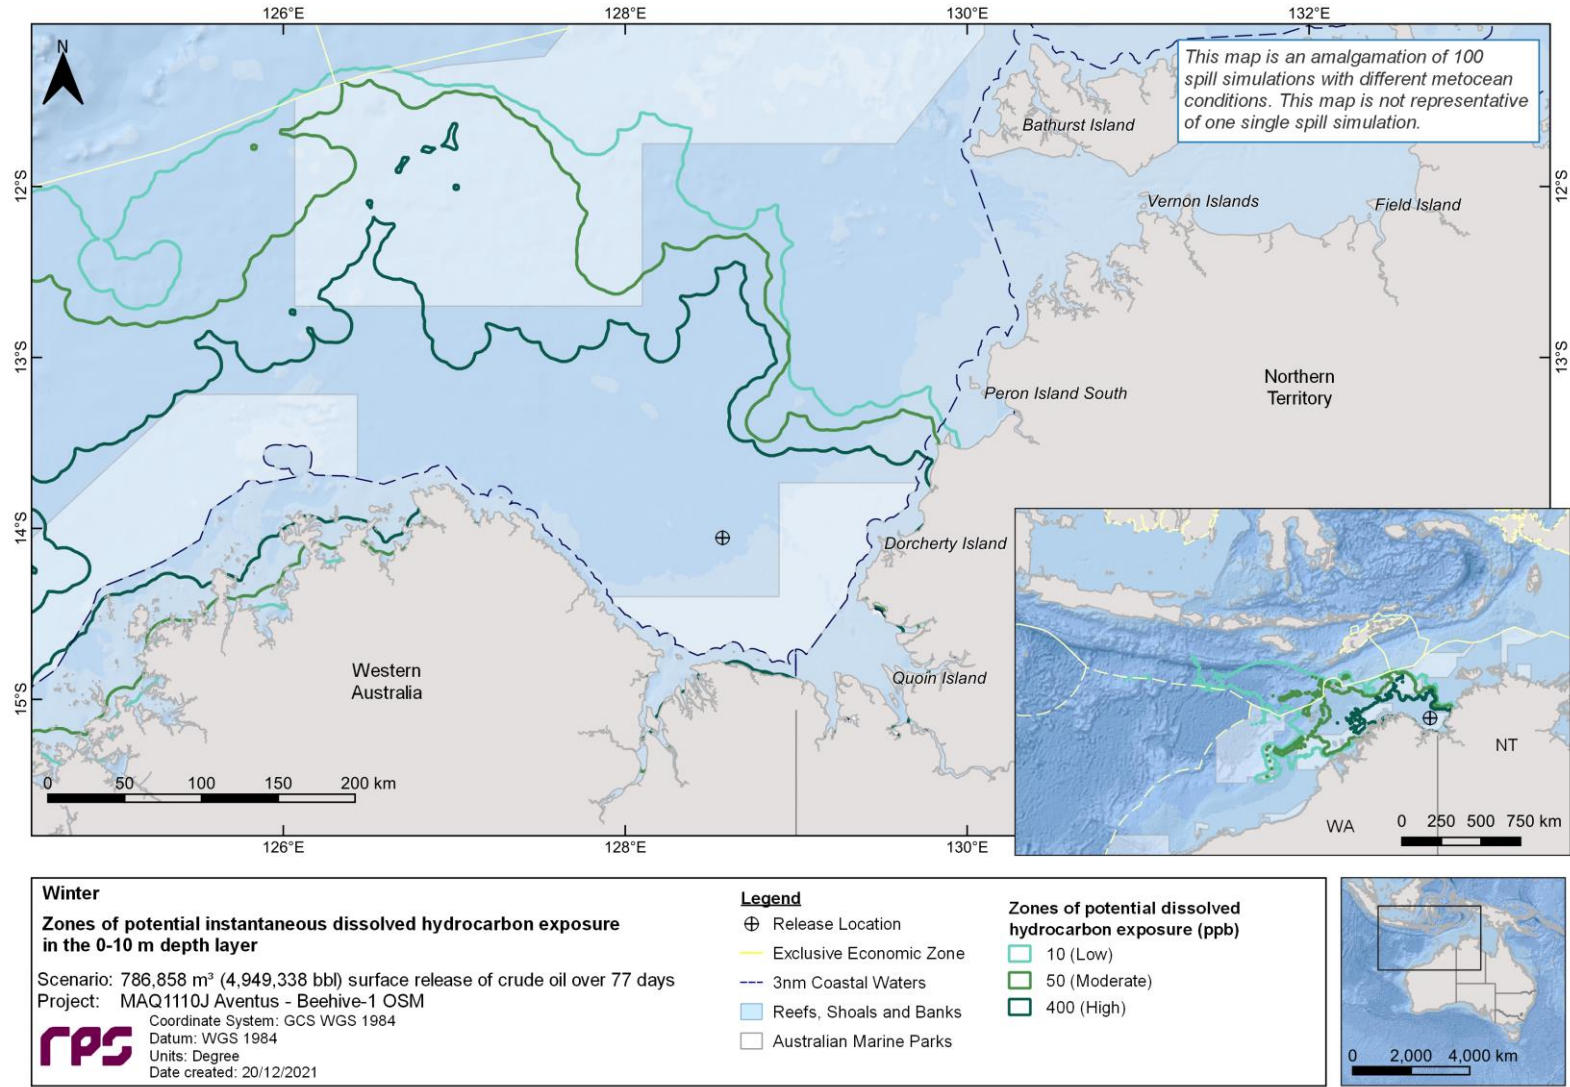 126°E
128°E
130°E
132°E
N
This map is an amalgamation of 100
spill simulations with different metocean
conditions. This map is not representative
of one single spill simulation.
Bathurst Island
12°S
12°S
Vernon Islands
Field Island
13°S
13°S
Northern
Territory
Peron Island South
14°S
Dorcherty Island
Western
Australia
Quoin Island
15°S
0 50 100 150 200 km
NT
WA
0 250 500 750 km
126°E
128°E
130°E
Winter
Zones of potential instantaneous dissolved hydrocarbon exposure
in the 0-10 m depth layer
Scenario: 786,858 m³ (4,949,338 bbl) surface release of crude oil over 77 days
Project: MAQ1110J Aventus - Beehive-1 OSM
rps
Coordinate System: GCS WGS 1984
Datum: WGS 1984
Units: Degree
Date created: 20/12/2021
Legend
Release Location
Exclusive Economic Zone
3nm Coastal Waters
Reefs, Shoals and Banks
Australian Marine Parks
Zones of potential dissolved
hydrocarbon exposure (ppb)
10 (Low)
50 (Moderate)
400 (High)
0 2,000 4,000 km